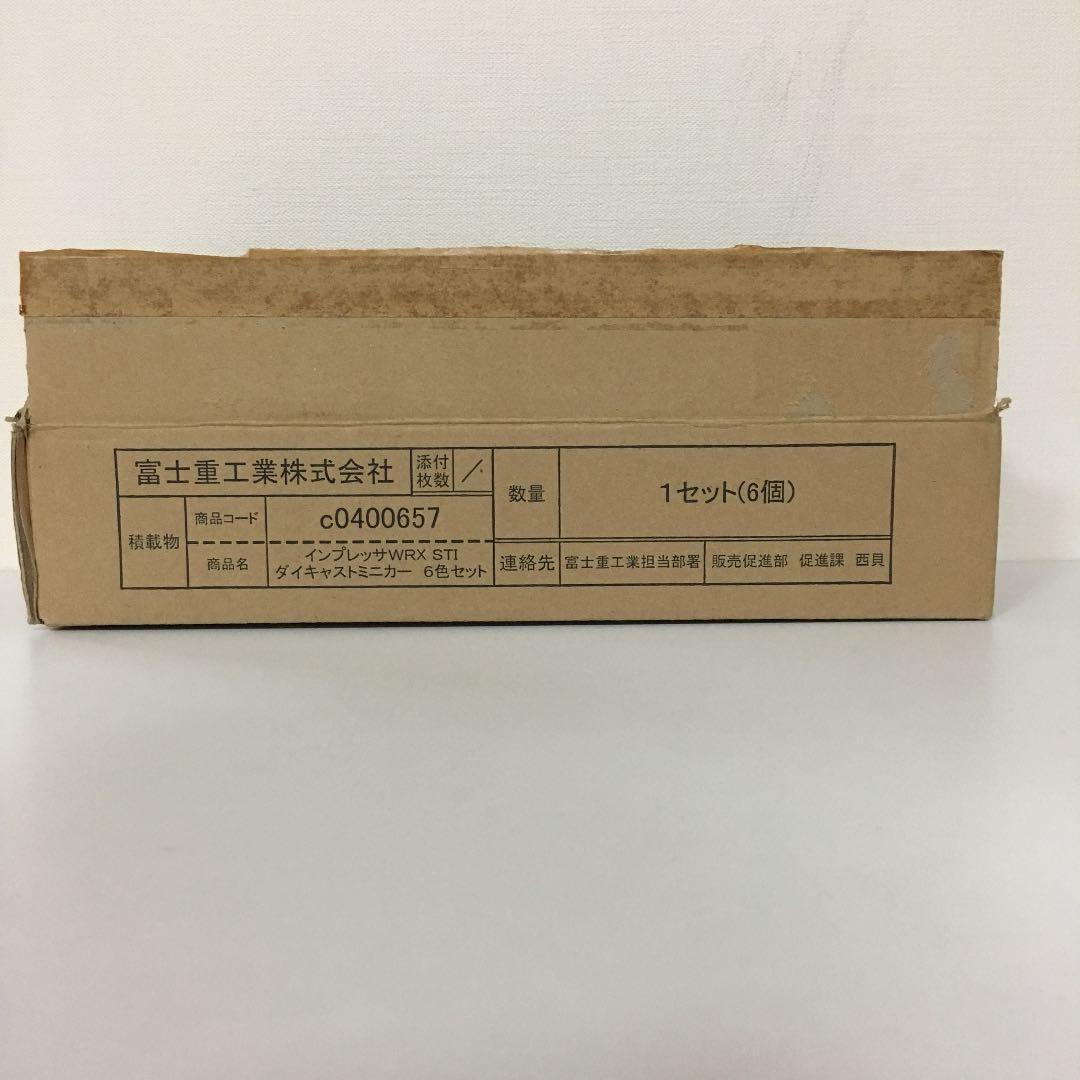 富士重工業株式会社
添付
枚数
/
積載物
商品コード
c0400657
商品名
インプレッサWRX STI
ダイキャストミニカー 6色セット
数量
1セット(6個)
連絡先
富士重工業担当部署
販売促進部 促進課 西貝